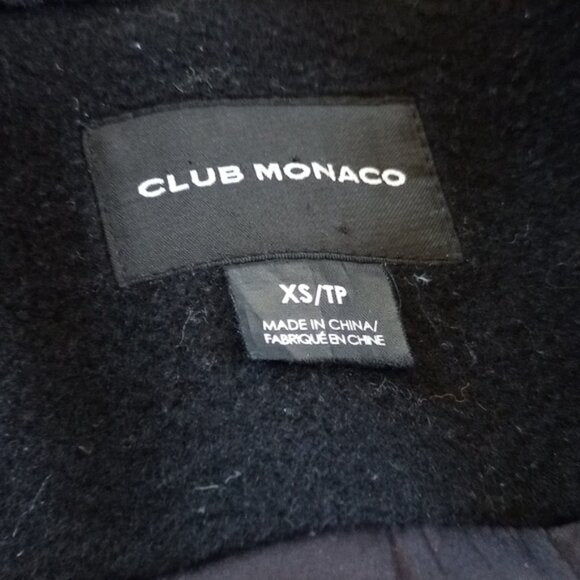 CLUB MONACO
XS/TP
MADE IN CHINA/
FABRIQUÉ EN CHINE